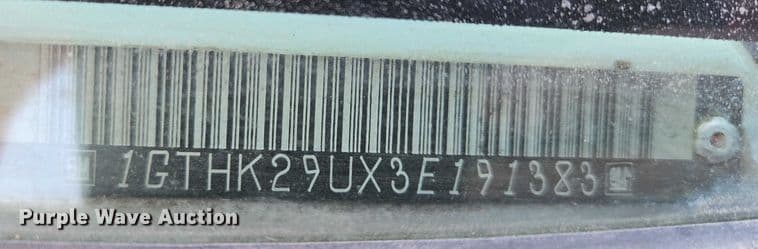 1GTHK29UX3E191383
Purple Wave Auction